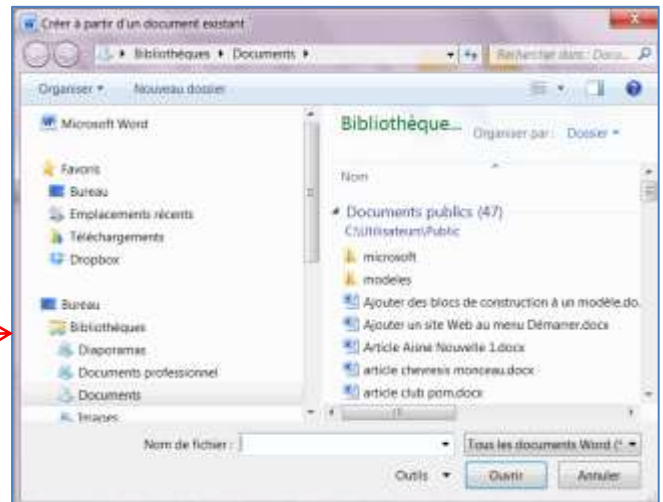 Créer à partir d'un document existant
Bibliothèques Documents
Rechercher dans : Docu...
Organiser Nouveau dossier
Microsoft Word
Favoris
Bureau
Emplacements récents
Téléchargements
Dropbox
Bureau
Bibliothèques
Diaporamas
Documents professionnel
Documents
Images
Bibliothèque...
Organiser par : Dossier
Nom
Documents publics (47)
C:\Utilisateurs\Public
microsoft
modeles
Ajouter des blocs de construction à un modèle.do
Ajouter un site Web au menu Démarrer.docx
Article Aisne Nouvelle 1.docx
article chevresis monceau.docx
article club pom.docx
Nom de fichier :
Tous les documents Word (*
Outils Ouvrir Annuler